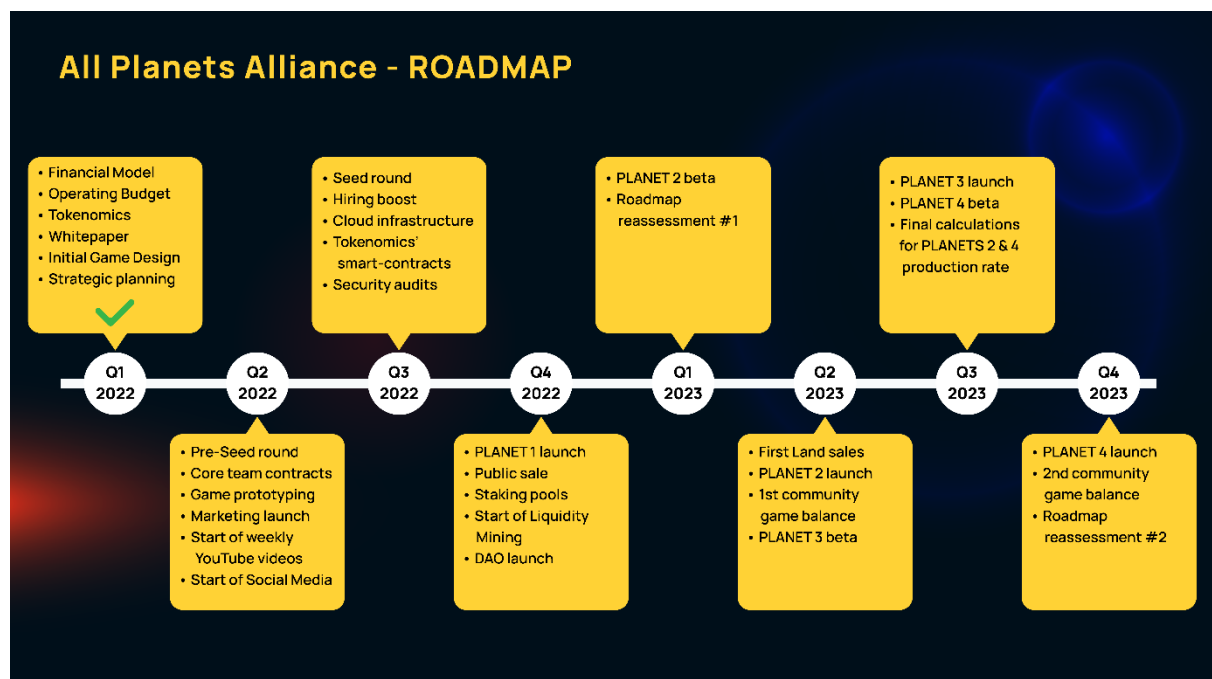 All Planets Alliance - ROADMAP
• Financial Model
• Operating Budget
• Tokenomics
• Whitepaper
• Initial Game Design
• Strategic planning
Q1
2022
• Pre-Seed round
• Core team contracts
• Game prototyping
• Marketing launch
• Start of weekly
YouTube videos
• Start of Social Media
Q2
2022
• Seed round
• Hiring boost
• Cloud infrastructure
• Tokenomics’
smart-contracts
• Security audits
Q3
2022
• PLANET 1 launch
• Public sale
• Staking pools
• Start of Liquidity
Mining
• DAO launch
Q4
2022
• PLANET 2 beta
• Roadmap
reassessment #1
Q1
2023
• First Land sales
• PLANET 2 launch
• 1st community
game balance
• PLANET 3 beta
Q2
2023
• PLANET 3 launch
• PLANET 4 beta
• Final calculations
for PLANETS 2 & 4
production rate
Q3
2023
• PLANET 4 launch
• 2nd community
game balance
• Roadmap
reassessment #2
Q4
2023